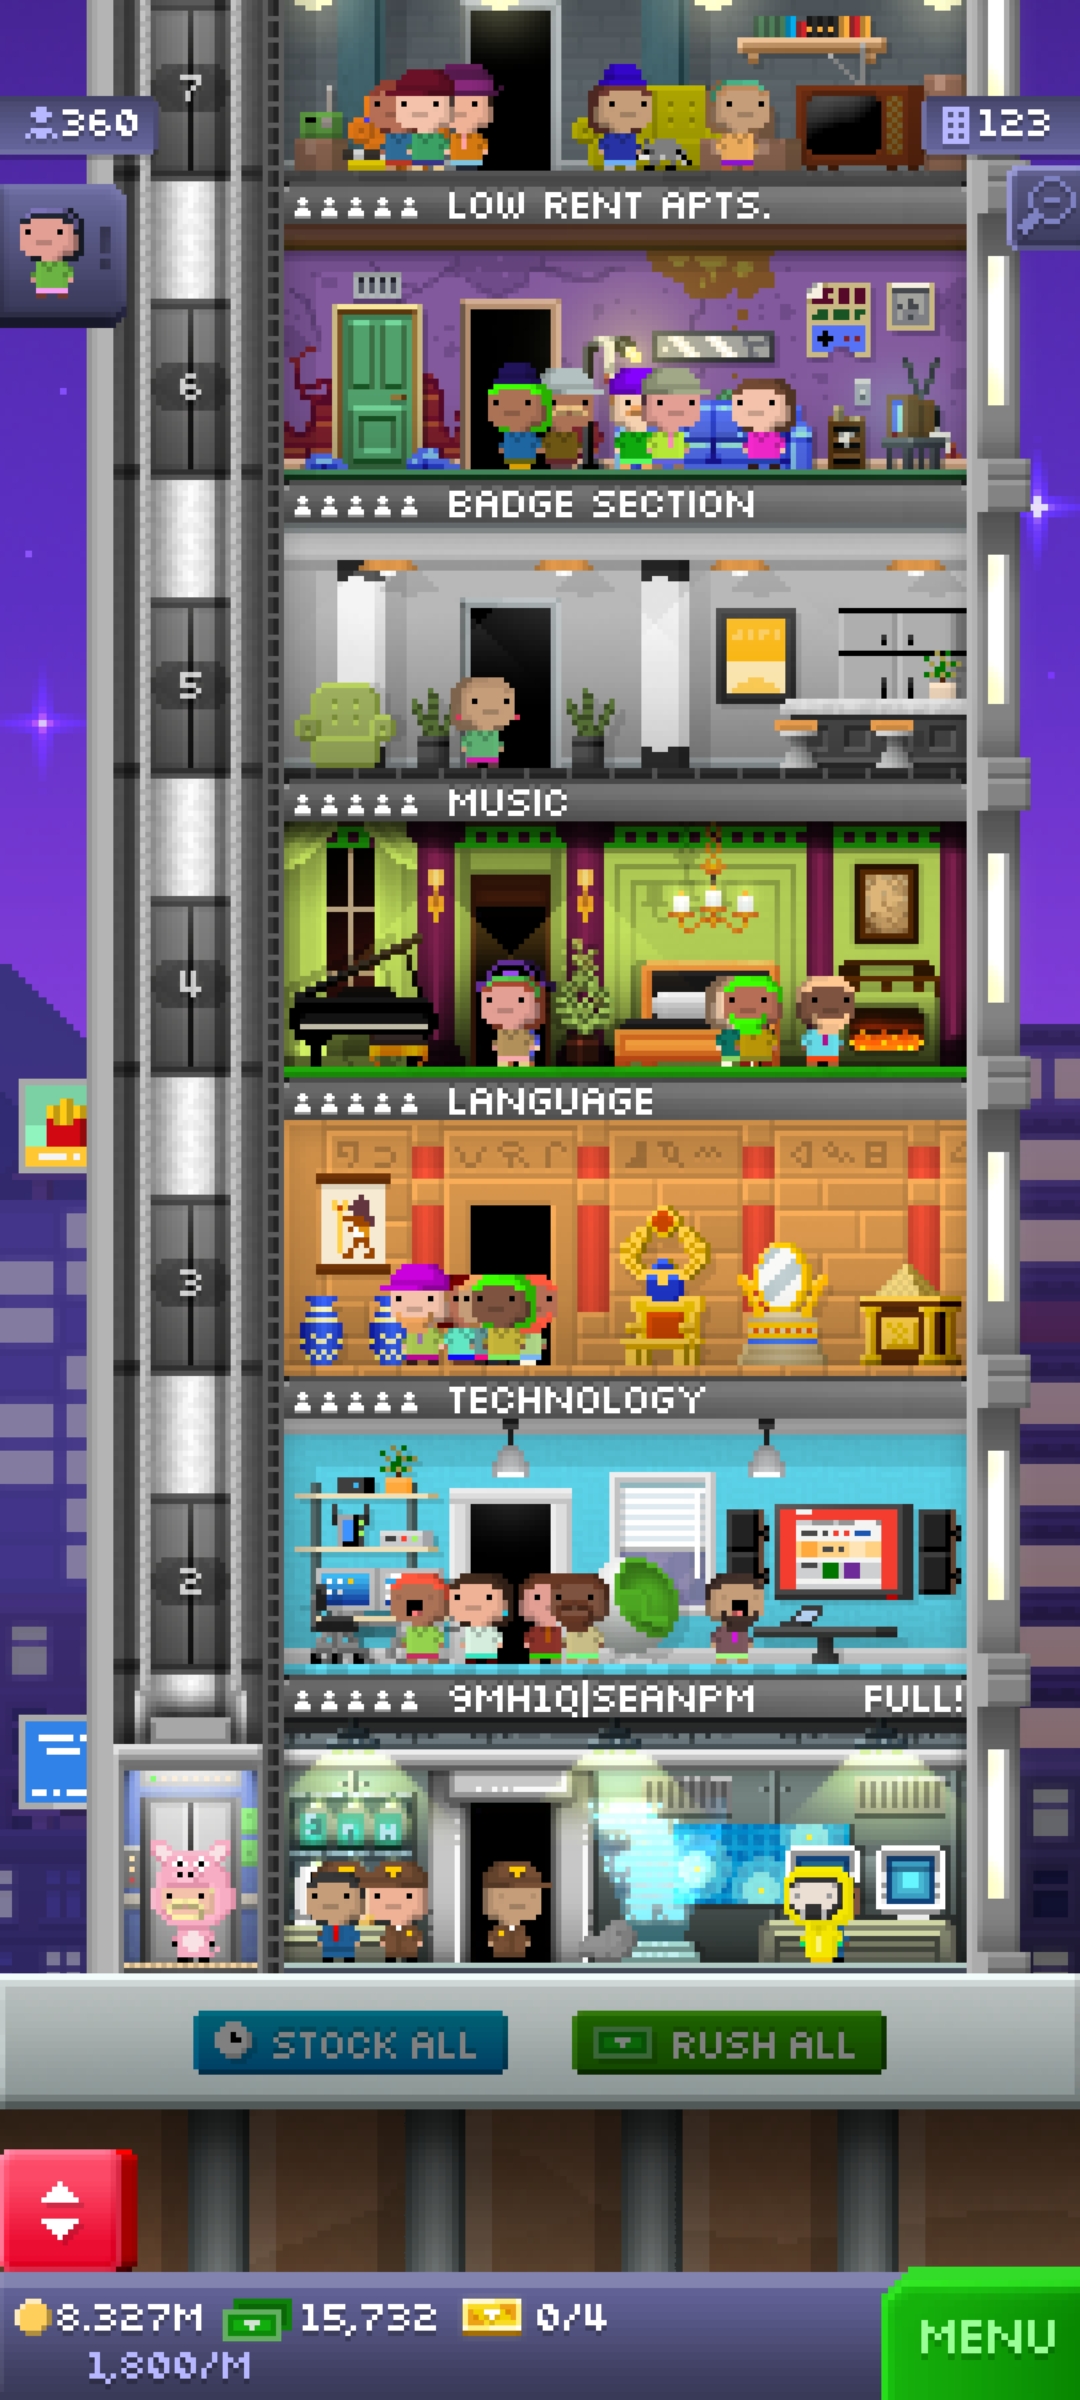 7
360
123
LOW RENT APTS.
6
BADGE SECTION
5
MUSIC
4
LANGUAGE
3
TECHNOLOGY
2
9MH1Q|SEANPM FULL!
STOCK ALL
RUSH ALL
8.327M 15,732 0/4
1,800/M
MENU